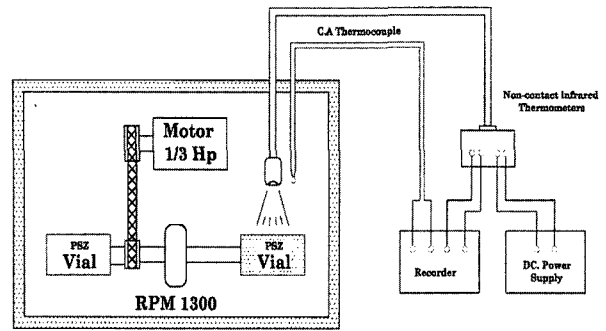 C.A Thermocouple
Non-contact Infrared
Thermometers
Motor
1/3 Hp
PSZ
Vial
PSZ
Vial
RPM 1300
Recorder
DC. Power
Supply